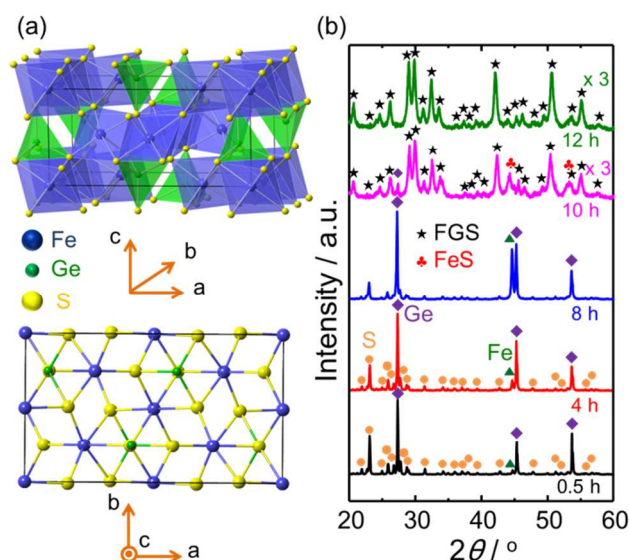 (a)
Fe
Ge
S
c
b
a
b
c
a
(b)
Intensity / a.u.
x 3
12 h
x 3
10 h
★ FGS
♣ FeS
8 h
Ge
S
Fe
4 h
0.5 h
20 30 40 50 60
2θ / °